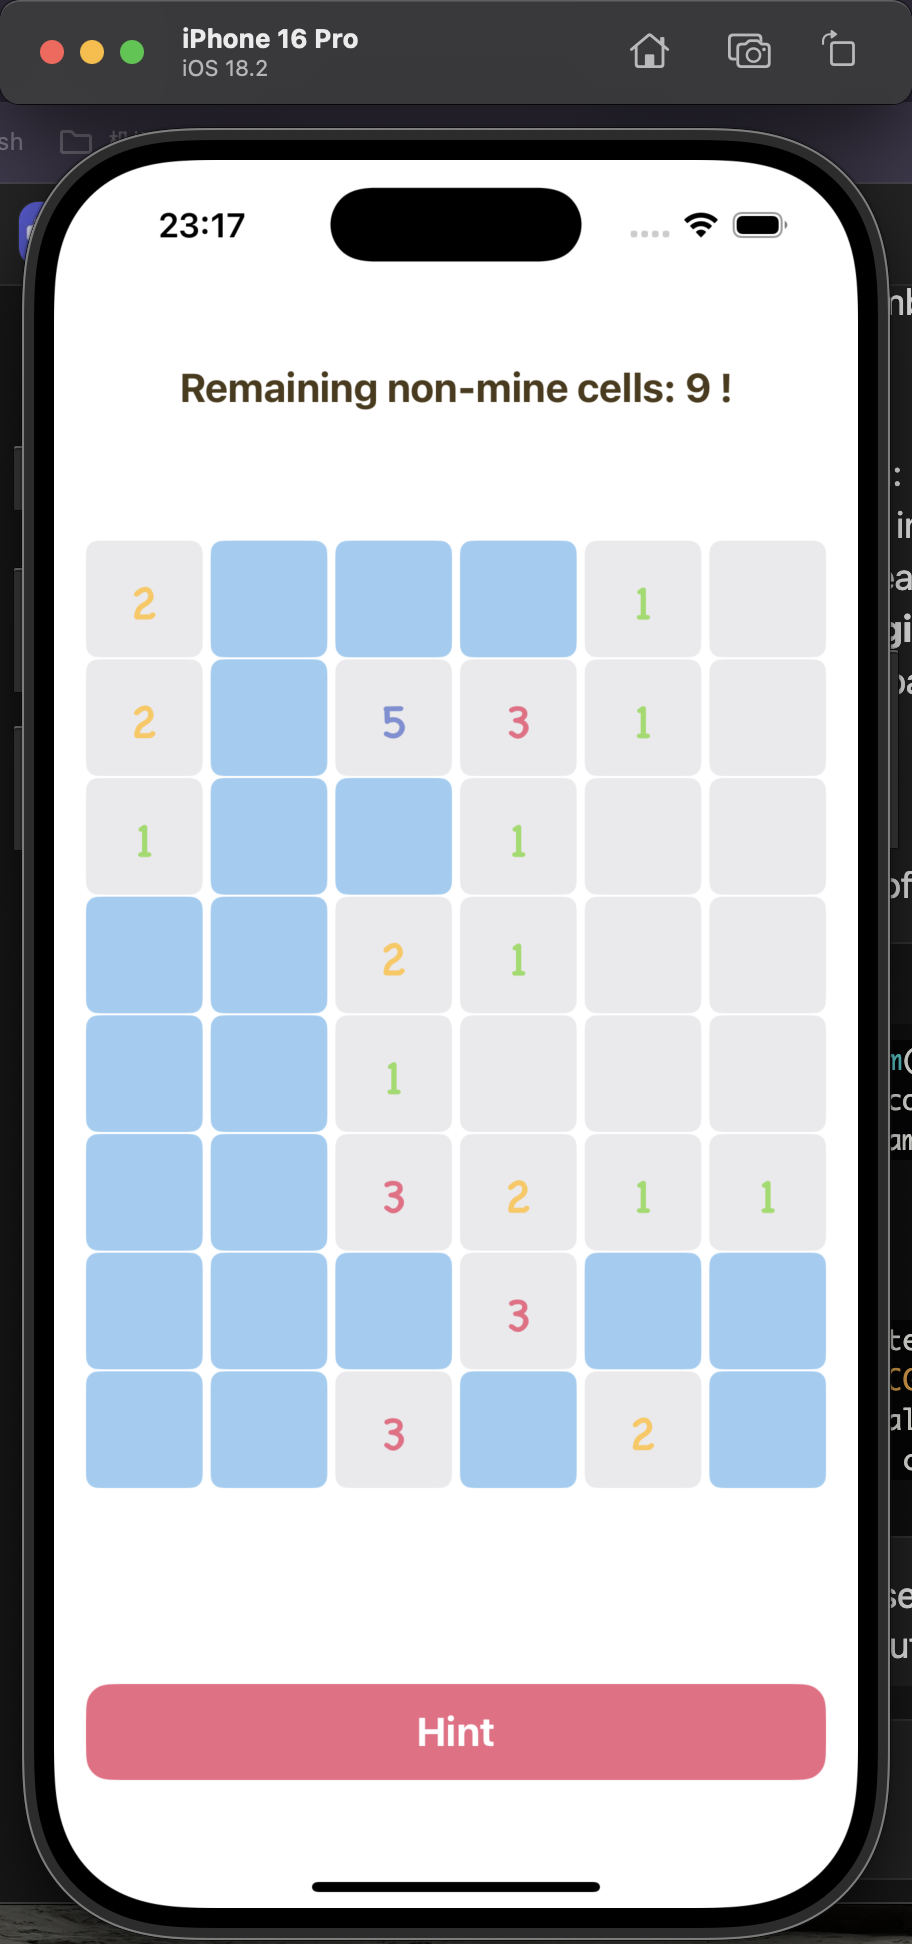 iPhone 16 Pro
iOS 18.2
sh
23:17
Remaining non-mine cells: 9 !
2 1
2 5 3 1
1 1
2 1
1
3 2 1 1
3
3 2
Hint